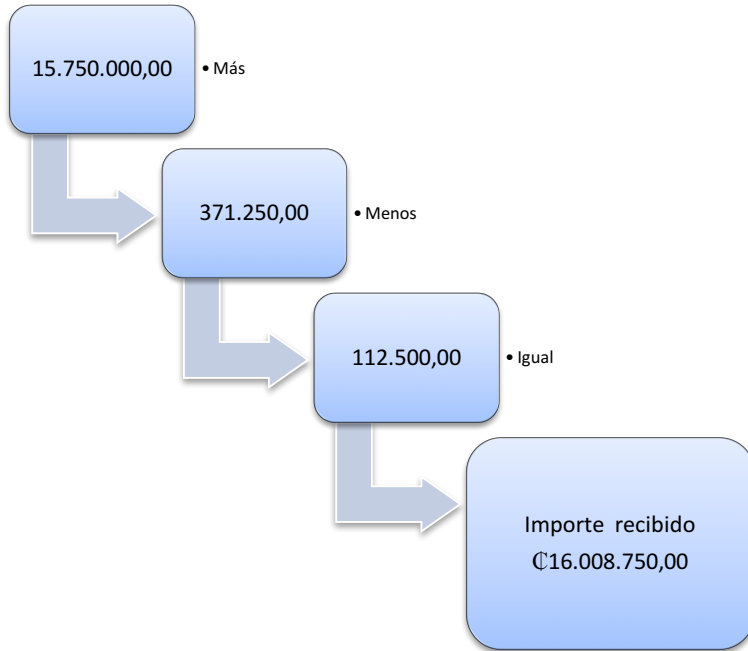 15.750.000,00
• Más
371.250,00
• Menos
112.500,00
• Igual
Importe recibido
₡16.008.750,00